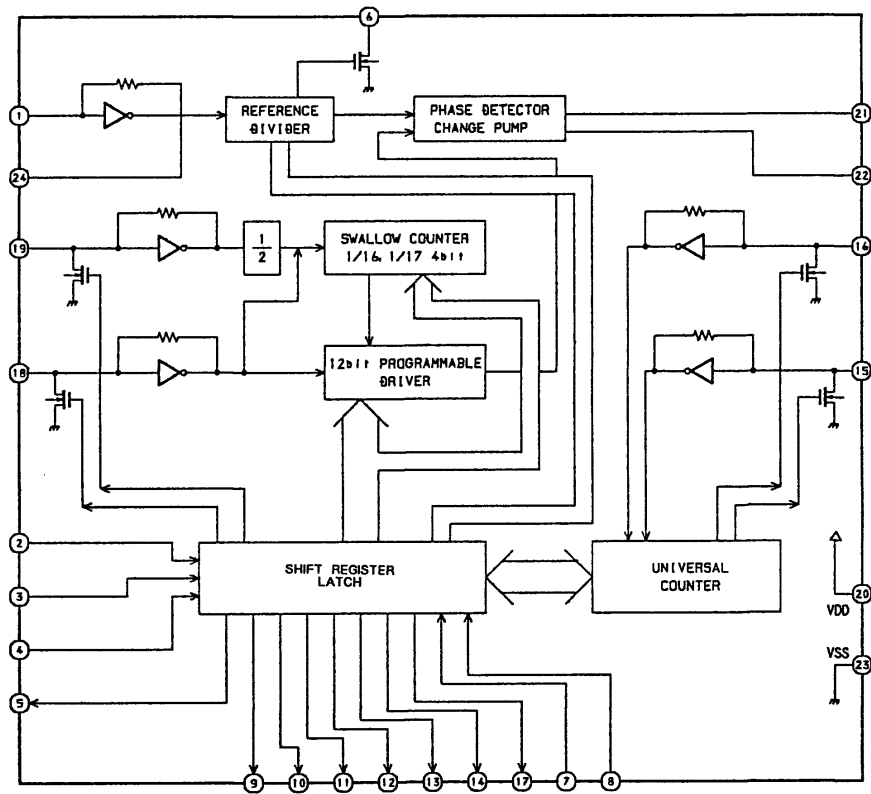 6
1
REFERENCE
DIVIDER
PHASE DETECTOR
CHANGE PUMP
21
24
22
19
1
2
SWALLOW COUNTER
1/16, 1/17 4bit
16
18
12bit PROGRAMMABLE
DRIVER
15
2
3
4
5
SHIFT REGISTER
LATCH
UNIVERSAL
COUNTER
20
VDD
VSS
23
9
10
11
12
13
14
17
7
8